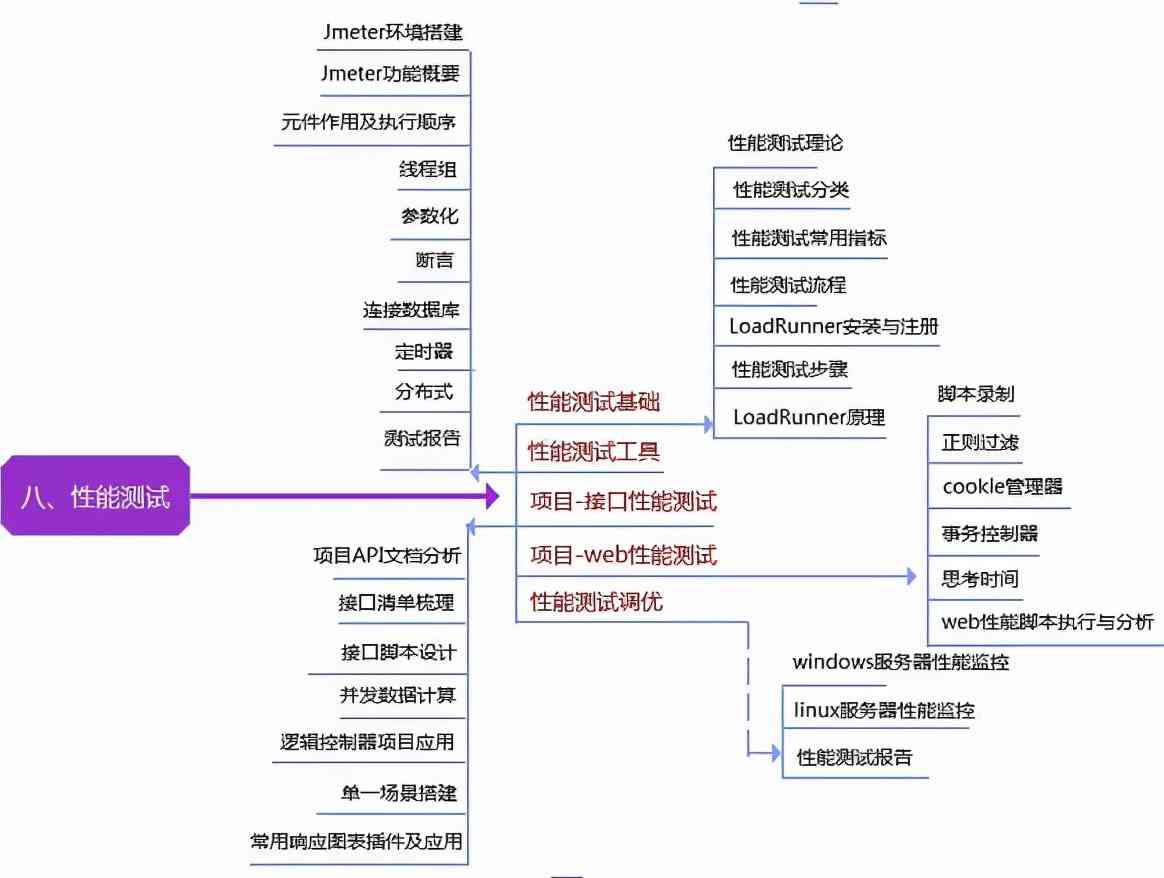 八、性能测试
性能测试基础
性能测试理论
性能测试分类
性能测试常用指标
性能测试流程
LoadRunner安装与注册
性能测试步骤
LoadRunner原理
性能测试工具
Jmeter环境搭建
Jmeter功能概要
元件作用及执行顺序
线程组
参数化
断言
连接数据库
定时器
分布式
测试报告
项目-接口性能测试
项目API文档分析
接口清单梳理
接口脚本设计
并发数据计算
逻辑控制器项目应用
单一场景搭建
常用响应图表插件及应用
项目-web性能测试
脚本录制
正则过滤
cookle管理器
事务控制器
思考时间
web性能脚本执行与分析
性能测试调优
windows服务器性能监控
linux服务器性能监控
性能测试报告